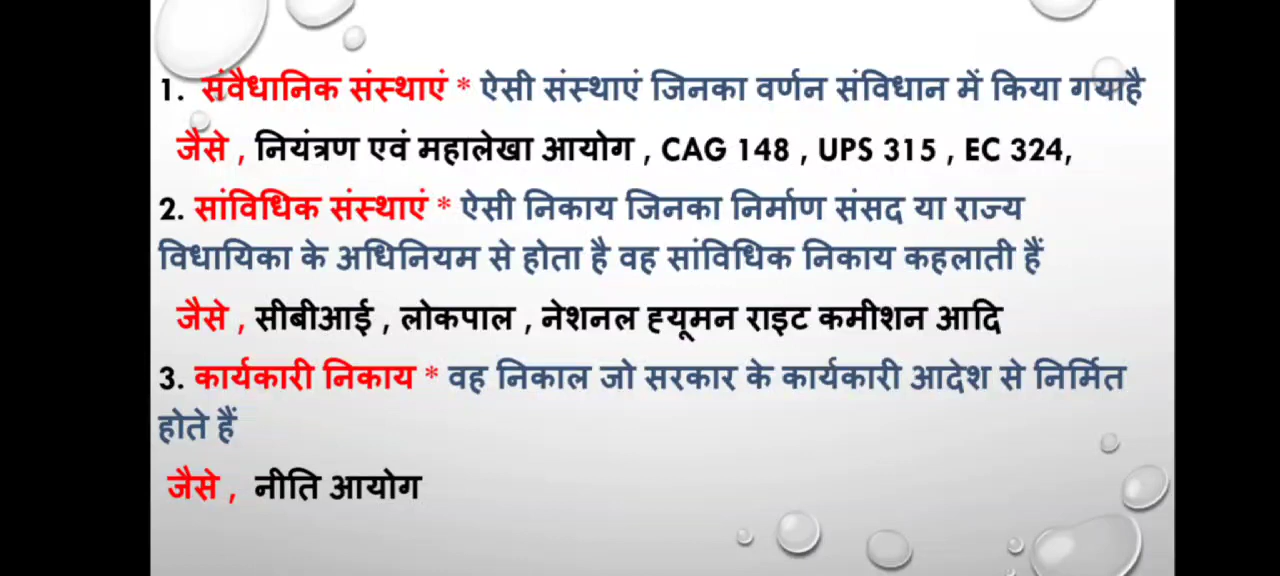 1. संवैधानिक संस्थाएं * ऐसी संस्थाएं जिनका वर्णन संविधान में किया गयाहै
जैसे , नियंत्रण एवं महालेखा आयोग , CAG 148 , UPS 315 , EC 324,
2. सांविधिक संस्थाएं * ऐसी निकाय जिनका निर्माण संसद या राज्य
विधायिका के अधिनियम से होता है वह सांविधिक निकाय कहलाती हैं
जैसे , सीबीआई , लोकपाल , नेशनल ह्यूमन राइट कमीशन आदि
3. कार्यकारी निकाय * वह निकाल जो सरकार के कार्यकारी आदेश से निर्मित
होते हैं
जैसे , नीति आयोग